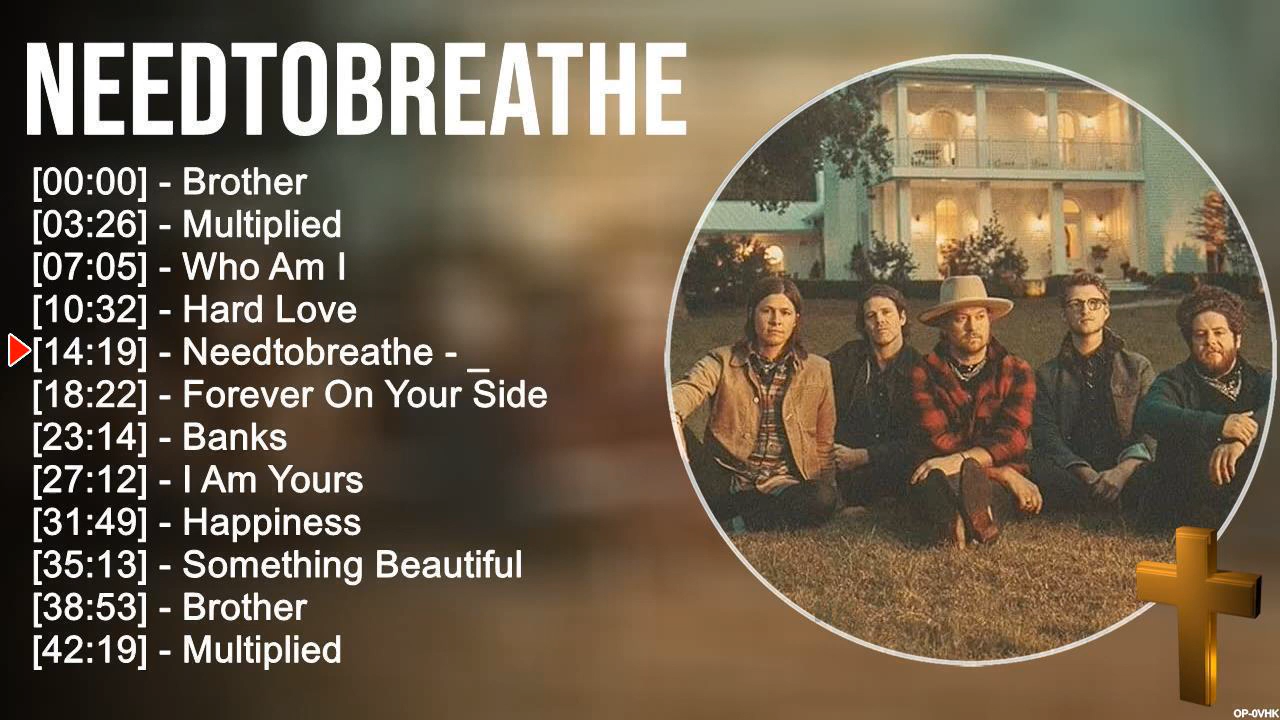 NEEDTOBREATHE
[00:00] - Brother
[03:26] - Multiplied
[07:05] - Who Am I
[10:32] - Hard Love
[14:19] - Needtobreathe - _
[18:22] - Forever On Your Side
[23:14] - Banks
[27:12] - I Am Yours
[31:49] - Happiness
[35:13] - Something Beautiful
[38:53] - Brother
[42:19] - Multiplied
OP-0VHK